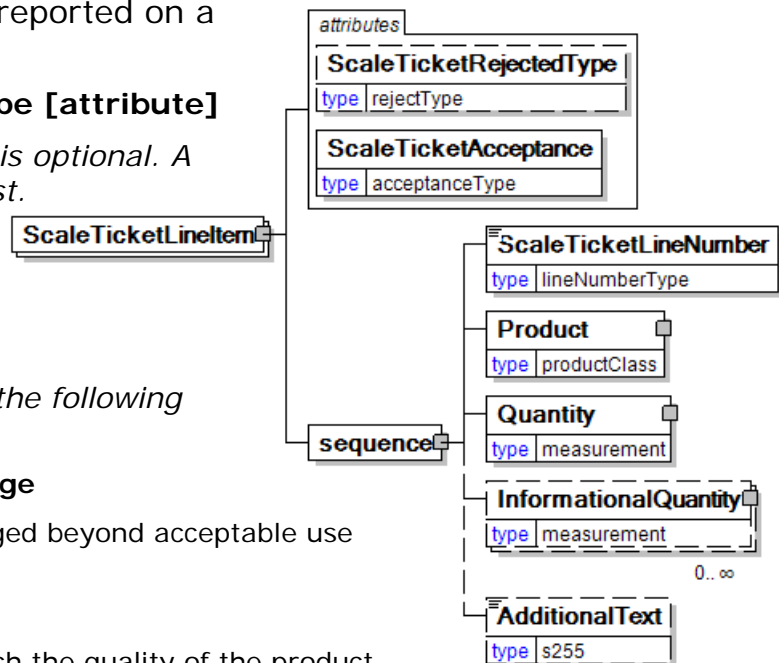 reported on a
pe [attribute]
is optional. A
st.
the following
ge
ged beyond acceptable use
ch the quality of the product
attributes
ScaleTicketRejectedType
type rejectType
ScaleTicketAcceptance
type acceptanceType
ScaleTicketLineItem
sequence
ScaleTicketLineNumber
type lineNumberType
Product
type productClass
Quantity
type measurement
InformationalQuantity
type measurement
0.. ∞
AdditionalText
type s255